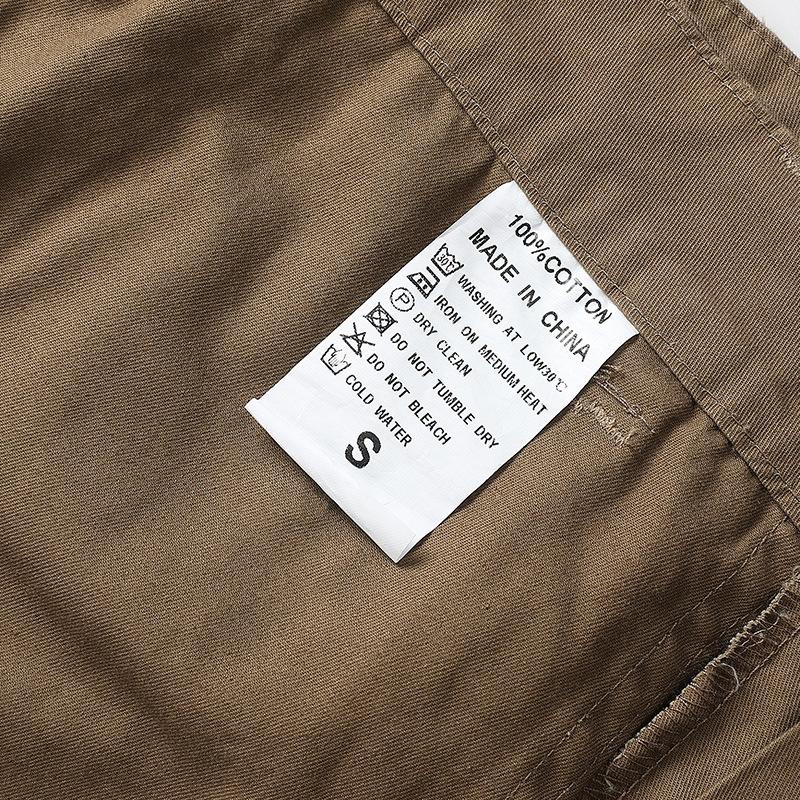 100%COTTON
MADE IN CHINA
30℃ WASHING AT LOW30℃
IRON ON MEDIUM HEAT
P DRY CLEAN
DO NOT TUMBLE DRY
DO NOT BLEACH
COLD WATER
S